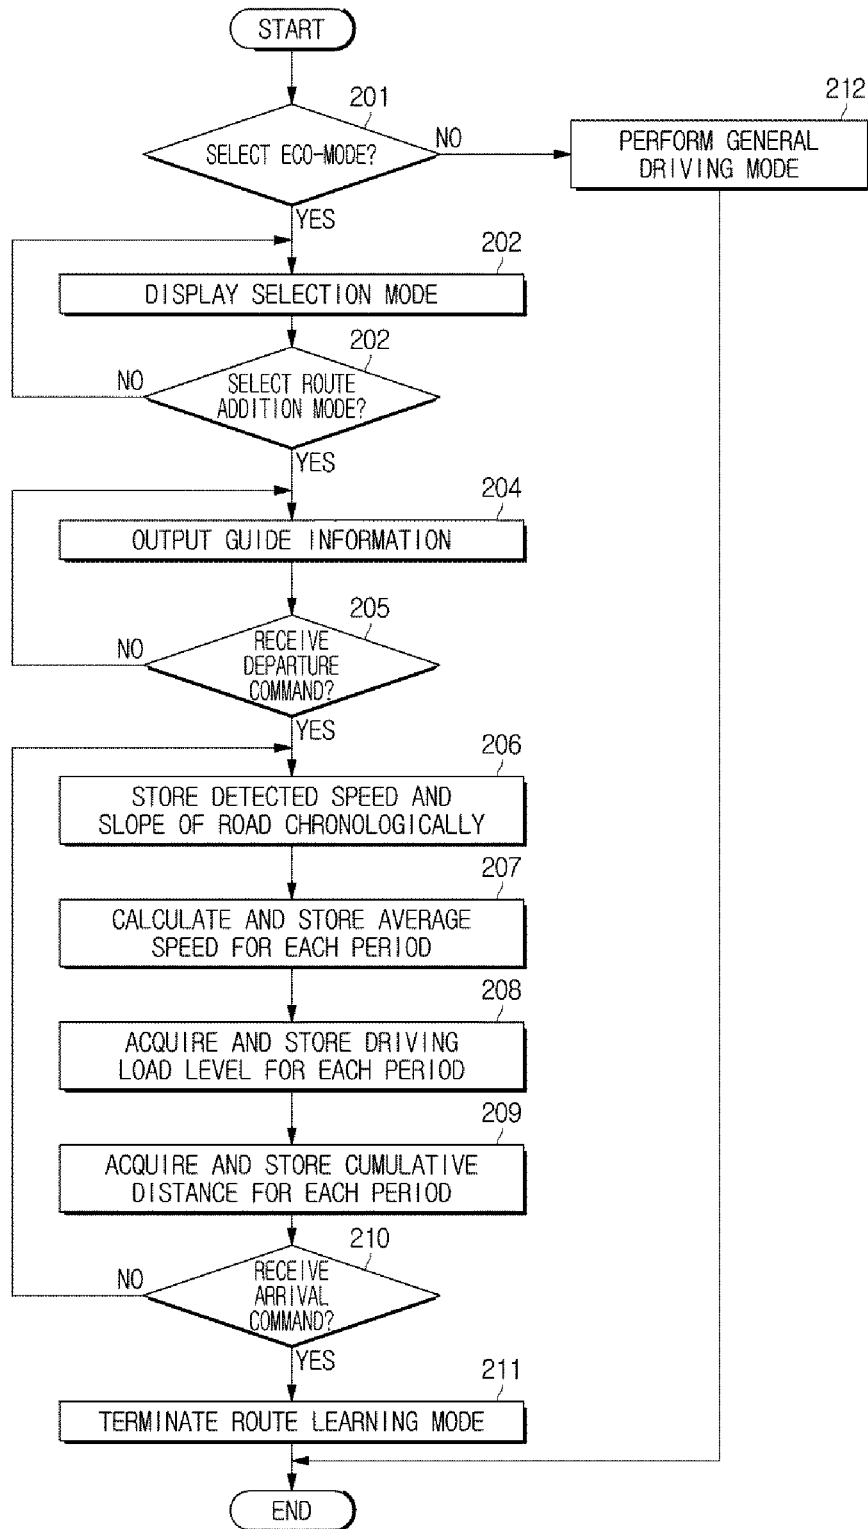 START
201
SELECT ECO-MODE?
NO
212
PERFORM GENERAL
DRIVING MODE
YES
202
DISPLAY SELECTION MODE
202
NO
SELECT ROUTE
ADDITION MODE?
YES
204
OUTPUT GUIDE INFORMATION
205
NO
RECEIVE
DEPARTURE
COMMAND?
YES
206
STORE DETECTED SPEED AND
SLOPE OF ROAD CHRONOLOGICALLY
207
CALCULATE AND STORE AVERAGE
SPEED FOR EACH PERIOD
208
ACQUIRE AND STORE DRIVING
LOAD LEVEL FOR EACH PERIOD
209
ACQUIRE AND STORE CUMULATIVE
DISTANCE FOR EACH PERIOD
210
NO
RECEIVE
ARRIVAL
COMMAND?
YES
211
TERMINATE ROUTE LEARNING MODE
END